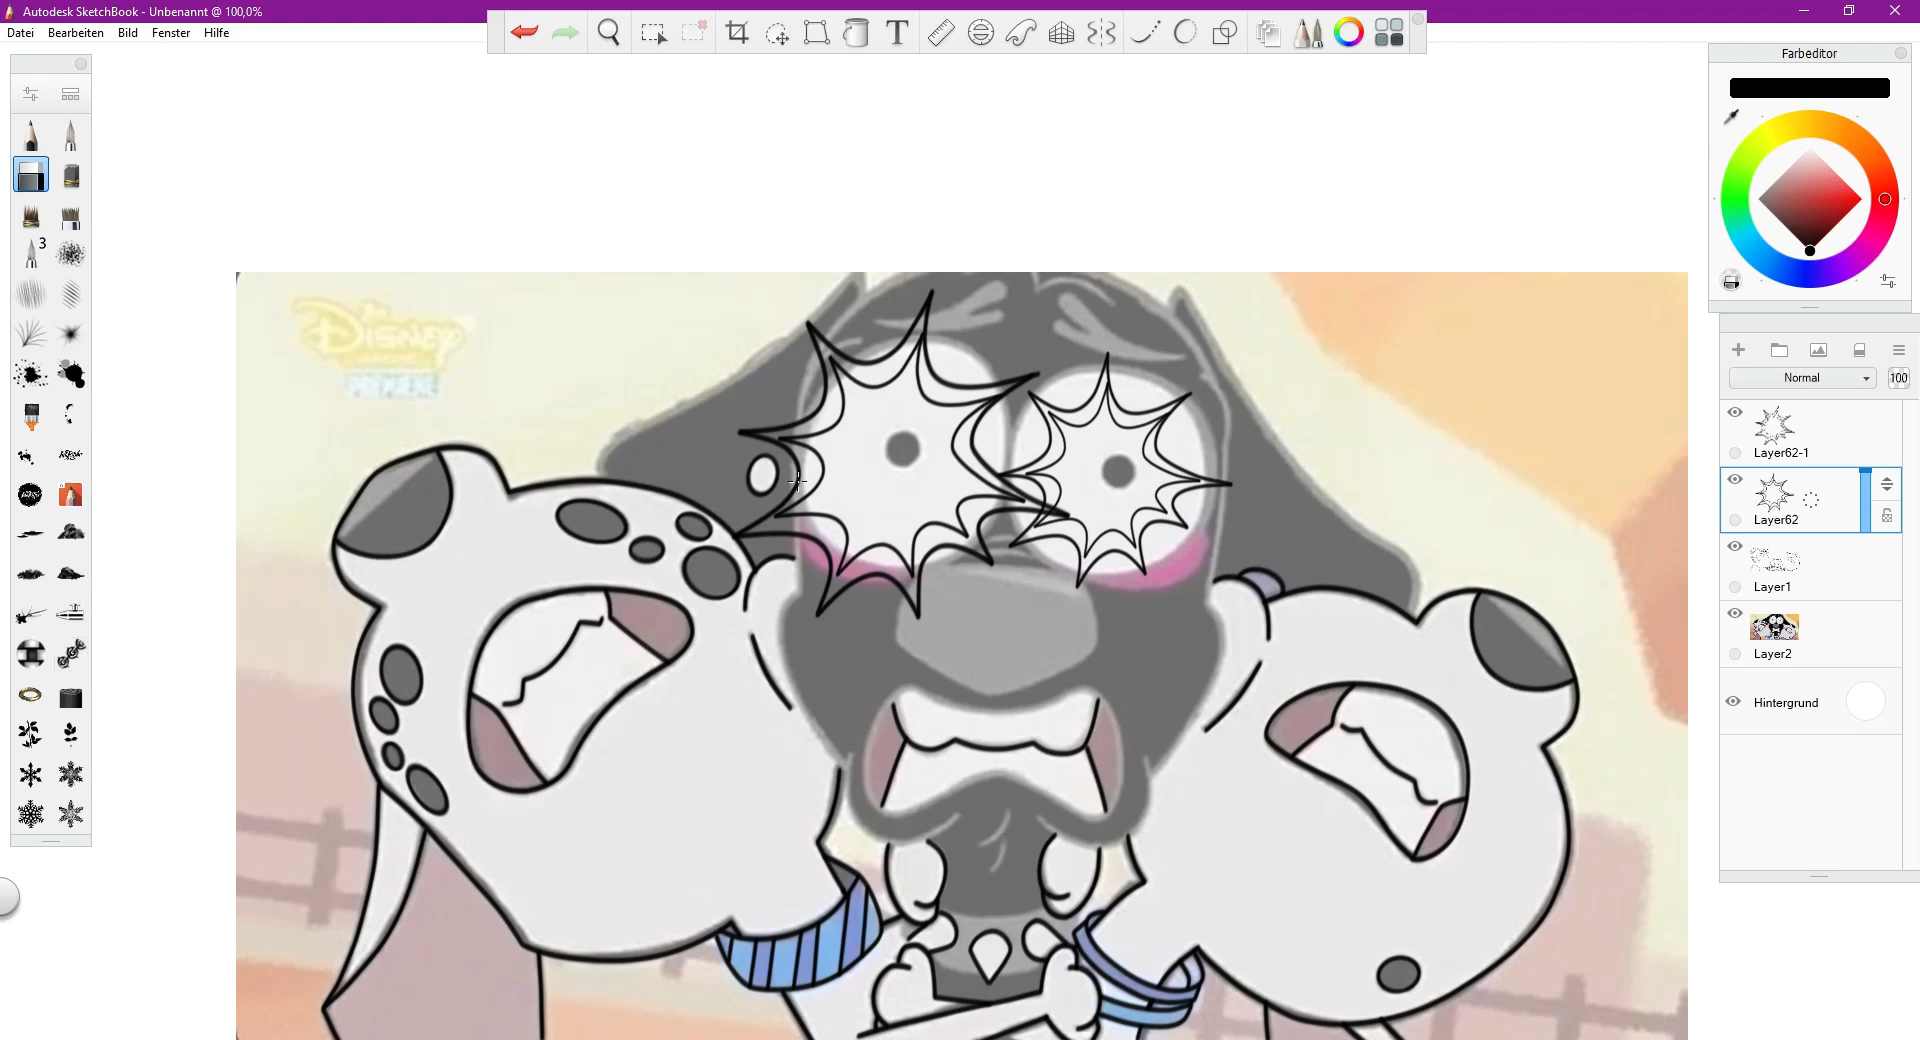 Autodesk SketchBook - Unbenannt @ 100,0%
Datei Bearbeiten Bild Fenster Hilfe
T
3
Farbeditor
Normal 100
Layer62-1
Layer62
Layer1
Layer2
Hintergrund
DISNEY